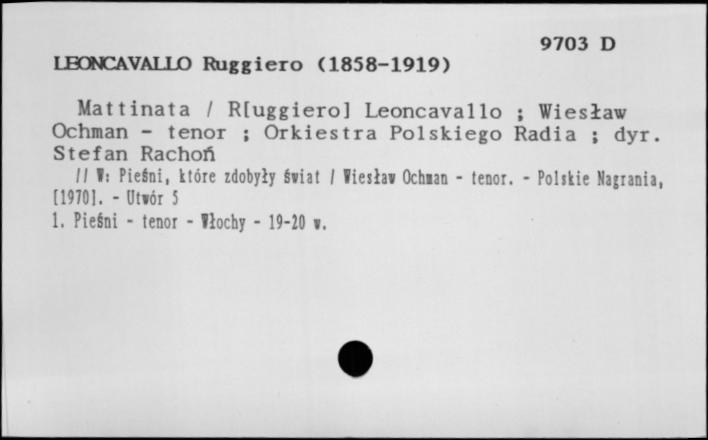 9703 D
LEONCAVALLO Ruggiero (1858-1919)
Mattinata / R[uggiero] Leoncavallo ; Wiesław
Ochman - tenor ; Orkiestra Polskiego Radia ; dyr.
Stefan Rachoń
// W: Pieśni, które zdobyły świat / Wiesław Ochman - tenor. - Polskie Nagrania,
[1970]. - Utwór 5
1. Pieśni - tenor - Włochy - 19-20 w.